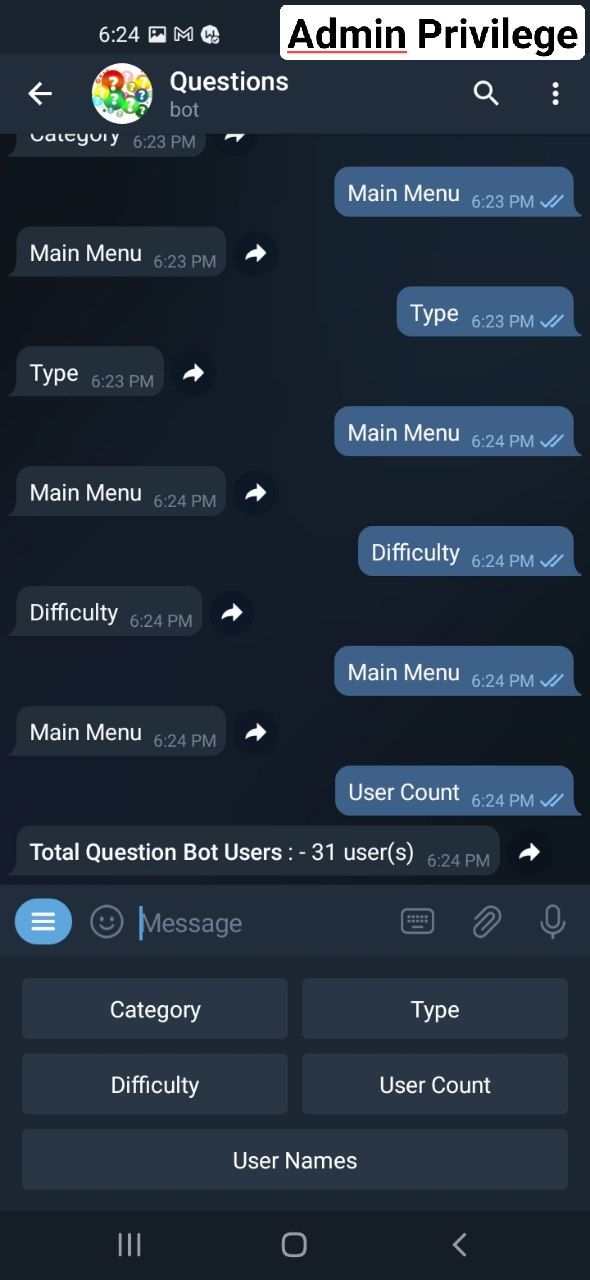 6:24
Admin Privilege
Questions
bot
Category 6:23 PM
Main Menu 6:23 PM
Main Menu 6:23 PM
Type 6:23 PM
Type 6:23 PM
Main Menu 6:24 PM
Main Menu 6:24 PM
Difficulty 6:24 PM
Difficulty 6:24 PM
Main Menu 6:24 PM
Main Menu 6:24 PM
User Count 6:24 PM
Total Question Bot Users : - 31 user(s) 6:24 PM
Message
Category Type
Difficulty User Count
User Names